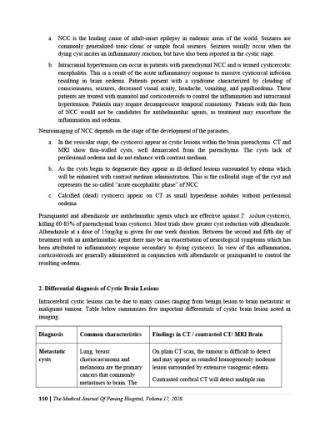 a. NCC is the leading cause of adult-onset epilepsy in endemic areas of the world. Seizures are
commonly generalized tonic-clonic or simple focal seizures. Seizures usually occur when the
dying cyst incites an inflammatory reaction, but have also been reported in the cystic stage.
b. Intracranial hypertension can occur in patients with parenchymal NCC and is termed cysticercotic
encephalitis. This is a result of the acute inflammatory response to massive cysticercal infection
resulting in brain oedema. Patients present with a syndrome characterized by clouding of
consciousness, seizures, decreased visual acuity, headache, vomiting, and papilloedema. These
patients are treated with mannitol and corticosteroids to control the inflammation and intracranial
hypertension. Patients may require decompressive temporal craniotomy. Patients with this form
of NCC would not be candidates for antihelminthic agents, as treatment may exacerbate the
inflammation and oedema.
Neuroimaging of NCC depends on the stage of the development of the parasites.
a. In the vesicular stage, the cysticerci appear as cystic lesions within the brain parenchyma. CT and
MRI show thin-walled cysts, well demarcated from the parenchyma. The cysts lack of
perilesional oedema and do not enhance with contrast medium.
b. As the cysts begin to degenerate they appear as ill-defined lesions surrounded by edema which
will be enhanced with contrast medium administration. This is the colloidal stage of the cyst and
represents the so-called "acute encephalitic phase" of NCC
c. Calcified (dead) cysticerci appear on CT as small hyperdense nodules without perilesional
oedema
Praziquantel and albendazole are antihelminthic agents which are effective against T. solium cysticerci,
killing 60-85% of parenchymal brain cysticerci. Most trials show greater cyst reduction with albendazole.
Albendazole at a dose of 15mg/kg is given for one week duration. Between the second and fifth day of
treatment with an antihelminthic agent there may be an exacerbation of neurological symptoms which has
been attributed to inflammatory response secondary to dying cysticerci. In view of this inflammation,
corticosteroids are generally administered in conjunction with albendazole or praziquantel to control the
resulting oedema.
2. Differential diagnosis of Cystic Brain Lesions
Intracerebral cystic lesions can be due to many causes ranging from benign lesion to brain metastatic or
malignant tumour. Table below summarizes few important differentials of cystic brain lesion noted in
imaging.
Diagnosis Common characteristics Findings in CT / contrasted CT/ MRI Brain
Metastatic Lung, breast On plain CT scan, the tumour is difficult to detect
cysts choriocarcinoma and and may appear as rounded homogenously isodense
melanoma are the primary lesion surrounded by extensive vasogenic edema.
cancers that commonly
metastases to brain. The Contrasted cerebral CT will detect multiple rim
110 | The Medical Journal Of Penang Hospital, Volume 17, 2020